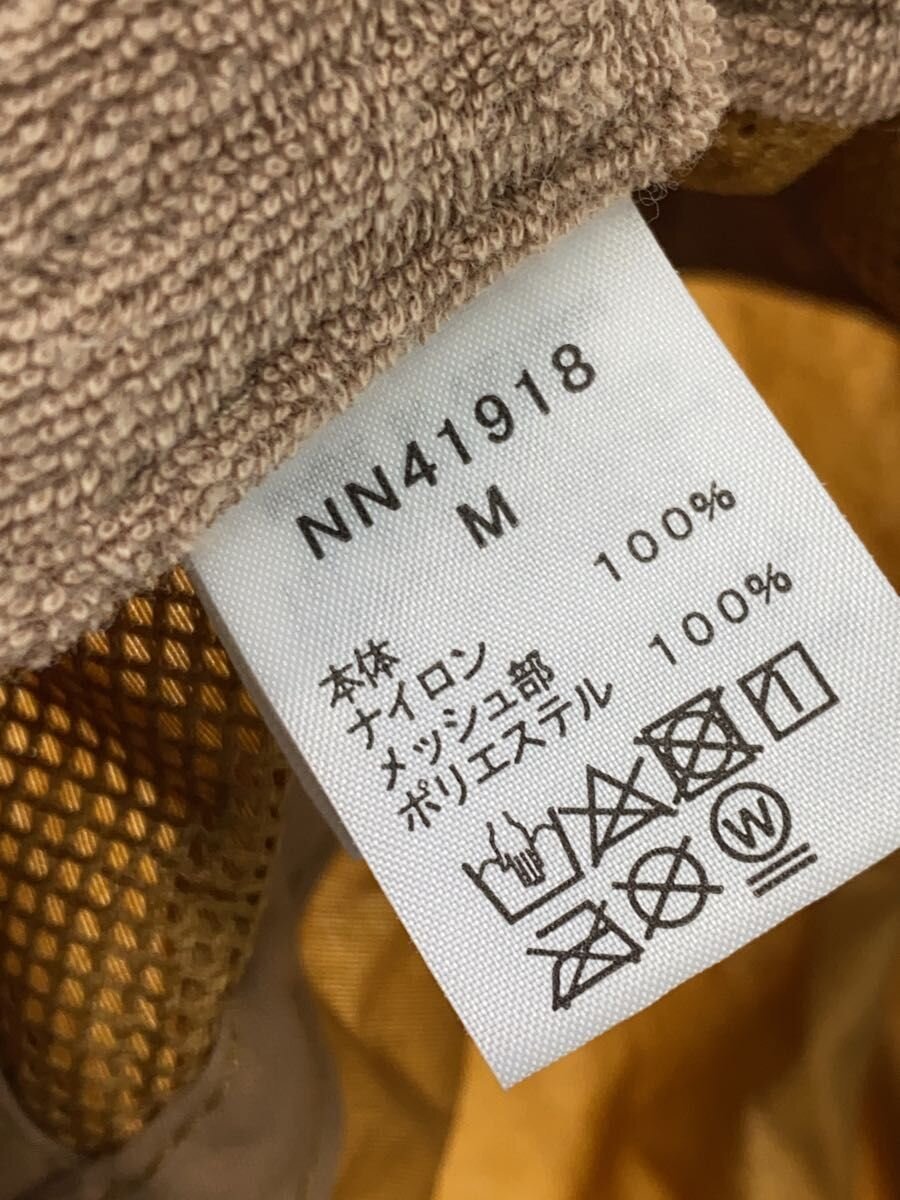 NN41918
M
本体
ナイロン 100%
メッシュ部
ポリエステル 100%
W